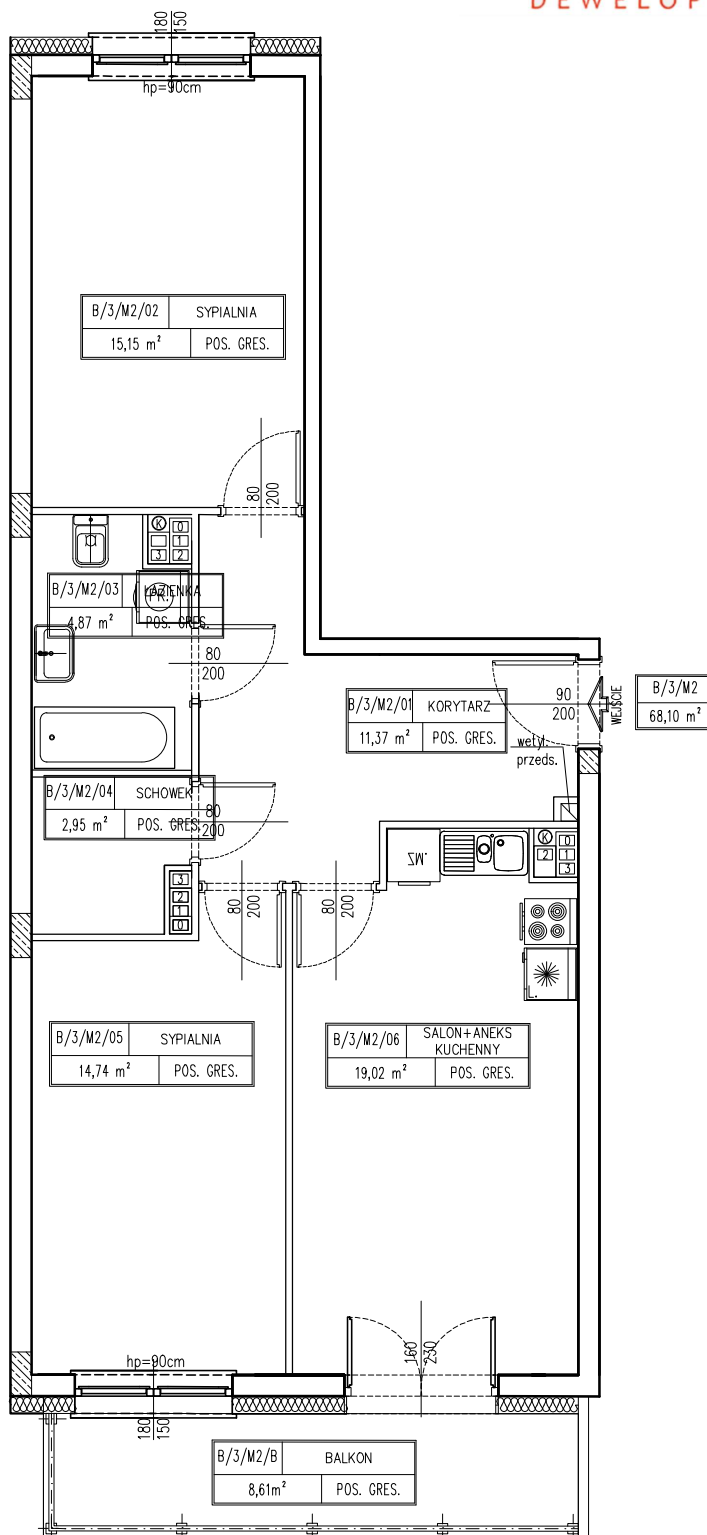 DEWELOP
180
150
hp=90cm
B/3/M2/02 SYPIALNIA
15,15 m² POS. GRES.
80
200
K 0
1
3 2
B/3/M2/03 ŁAZIENKA
4,87 m² POS. GRES.
PR.
80
200
B/3/M2/01 KORYTARZ
11,37 m² POS. GRES.
90
200
WEJŚCIE
B/3/M2
68,10 m²
wetyl.
przeds.
B/3/M2/04 SCHOWEK
2,95 m² POS. GRES.
80
200
ZM.
K 0
2 1
3
3
2
1
0
80
200
80
200
L.
B/3/M2/05 SYPIALNIA
14,74 m² POS. GRES.
B/3/M2/06 SALON+ANEKS
KUCHENNY
19,02 m² POS. GRES.
160
230
hp=90cm
180
150
B/3/M2/B BALKON
8,61m² POS. GRES.